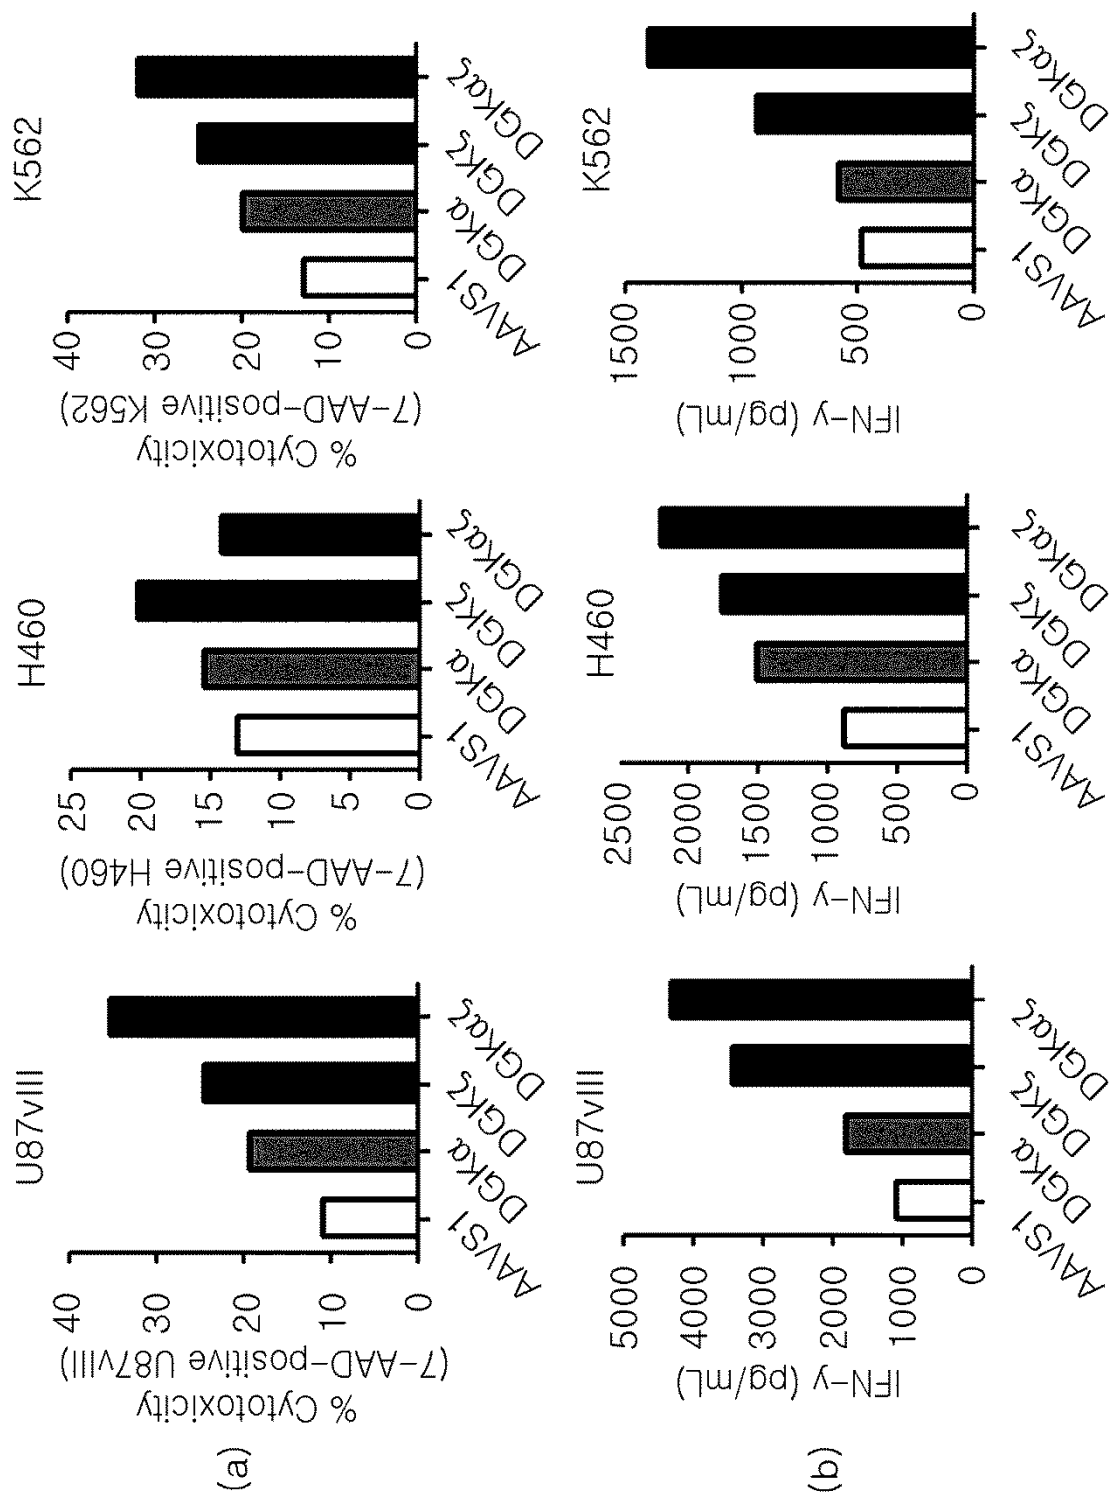 (a)
U87vIII
% Cytotoxicity
(7-AAD-positive U87vIII)
40
30
20
10
0
AAVS1
DGKα
DGKζ
DGKαζ
H460
% Cytotoxicity
(7-AAD-positive H460)
25
20
15
10
5
0
AAVS1
DGKα
DGKζ
DGKαζ
K562
% Cytotoxicity
(7-AAD-positive K562)
40
30
20
10
0
AAVS1
DGKα
DGKζ
DGKαζ
(b)
U87vIII
IFN-y (pg/mL)
5000
4000
3000
2000
1000
0
AAVS1
DGKα
DGKζ
DGKαζ
H460
IFN-y (pg/mL)
2500
2000
1500
1000
500
0
AAVS1
DGKα
DGKζ
DGKαζ
K562
IFN-y (pg/mL)
1500
1000
500
0
AAVS1
DGKα
DGKζ
DGKαζ